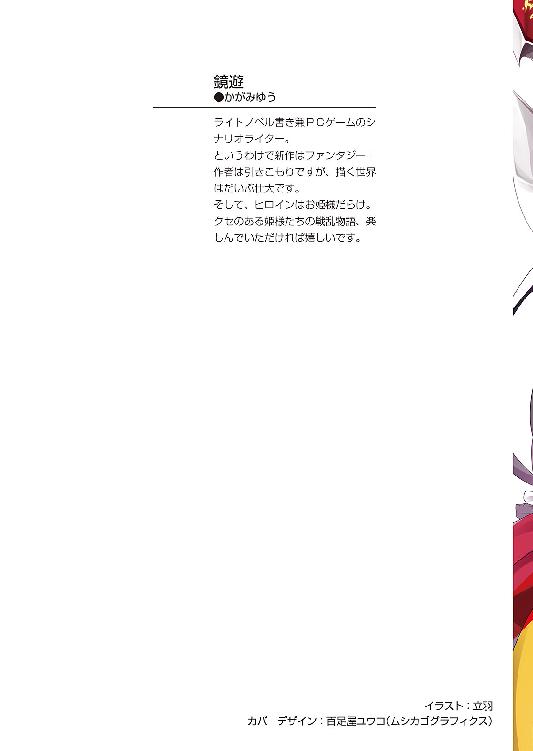 鏡遊
●かがみゆう
ライトノベル書き兼PCゲームのシ
ナリオライター。
というわけで新作はファンタジー
作者は引きこもりですが、描く世界
はだいぶ壮大です。
そして、ヒロインはお姫様だらけ。
クセのある姫様たちの戦乱物語、楽
しんでいただければ嬉しいです。
イラスト：立羽
カバ　デザイン：百足屋ユウコ(ムシカゴグラフィクス)